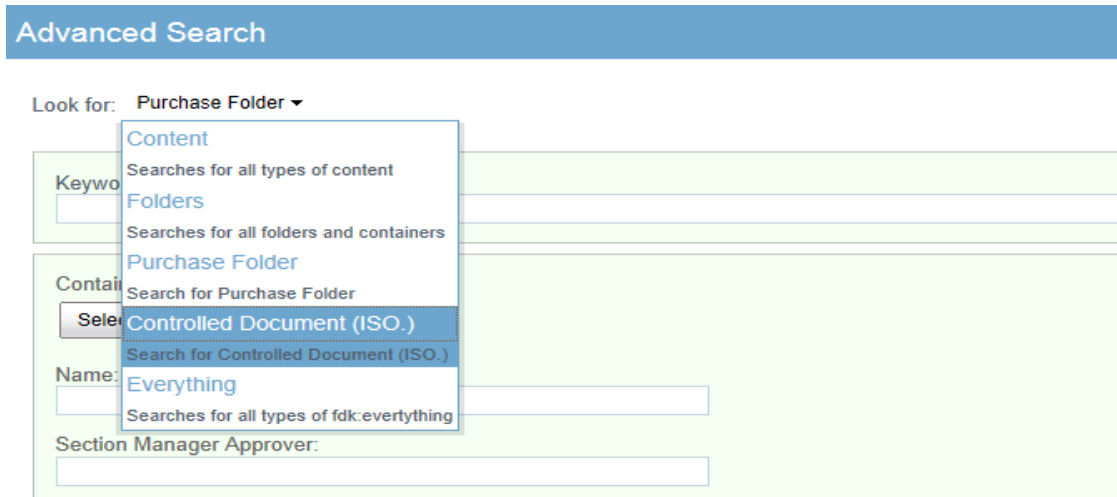 Advanced Search
Look for: Purchase Folder
Content
Searches for all types of content
Keywo
Folders
Searches for all folders and containers
Purchase Folder
Contai
Search for Purchase Folder
Sele
Controlled Document (ISO.)
Search for Controlled Document (ISO.)
Name:
Everything
Searches for all types of fdk:evertything
Section Manager Approver: